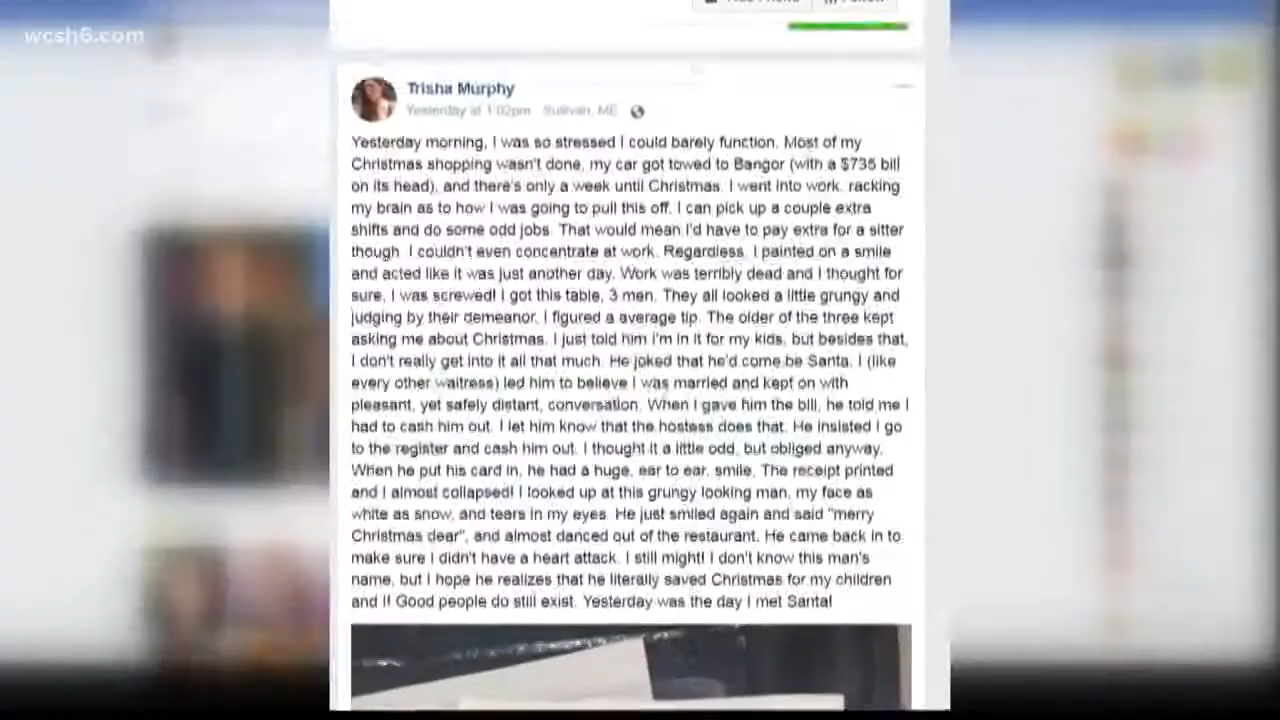 wcsh6.com
Trisha Murphy
Yesterday at 1:02pm · Sullivan, ME
Yesterday morning, I was so stressed I could barely function. Most of my
Christmas shopping wasn't done, my car got towed to Bangor (with a $735 bill
on its head), and there's only a week until Christmas. I went into work, racking
my brain as to how I was going to pull this off. I can pick up a couple extra
shifts and do some odd jobs. That would mean I'd have to pay extra for a sitter
though. I couldn't even concentrate at work. Regardless, I painted on a smile
and acted like it was just another day. Work was terribly dead and I thought for
sure, I was screwed! I got this table, 3 men. They all looked a little grungy and
judging by their demeanor, I figured a average tip. The older of the three kept
asking me about Christmas. I just told him I'm in it for my kids, but besides that,
I don't really get into it all that much. He joked that he'd come be Santa. I (like
every other waitress) led him to believe I was married and kept on with
pleasant, yet safely distant, conversation. When I gave him the bill, he told me I
had to cash him out. I let him know that the hostess does that. He insisted I go
to the register and cash him out. I thought it a little odd, but obliged anyway.
When he put his card in, he had a huge, ear to ear, smile. The receipt printed
and I almost collapsed! I looked up at this grungy looking man, my face as
white as snow, and tears in my eyes. He just smiled again and said "merry
Christmas dear", and almost danced out of the restaurant. He came back in to
make sure I didn't have a heart attack. I still might! I don't know this man's
name, but I hope he realizes that he literally saved Christmas for my children
and I! Good people do still exist. Yesterday was the day I met Santa!